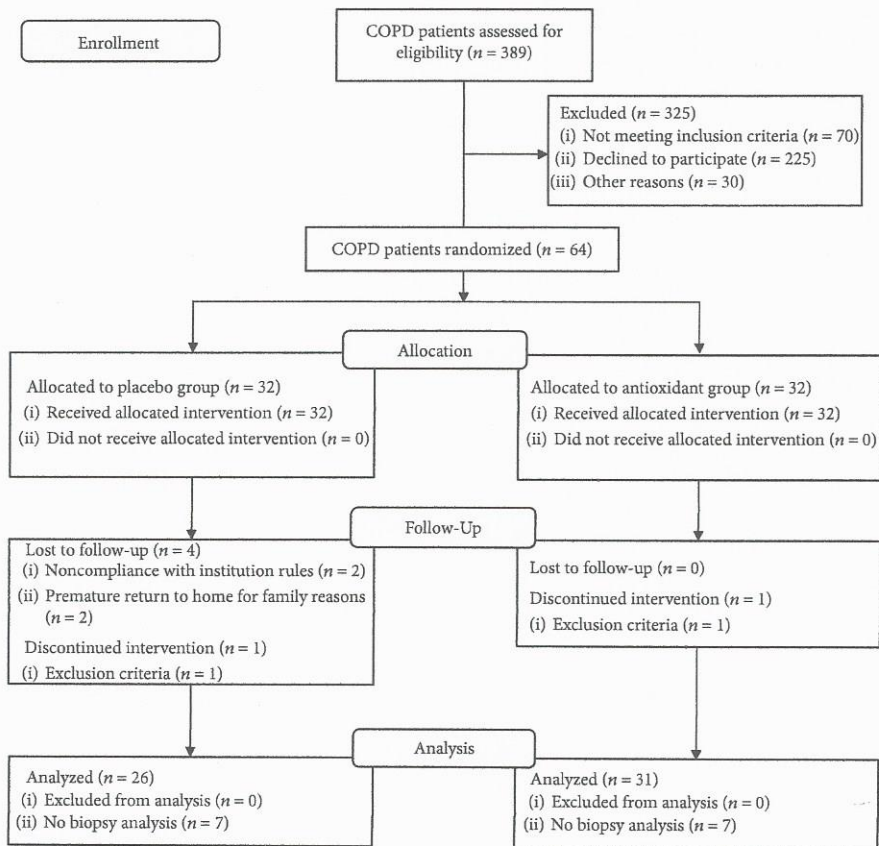 Enrollment
COPD patients assessed for
eligibility (n = 389)
Excluded (n = 325)
(i) Not meeting inclusion criteria (n = 70)
(ii) Declined to participate (n = 225)
(iii) Other reasons (n = 30)
COPD patients randomized (n = 64)
Allocation
Allocated to placebo group (n = 32)
(i) Received allocated intervention (n = 32)
(ii) Did not receive allocated intervention (n = 0)
Allocated to antioxidant group (n = 32)
(i) Received allocated intervention (n = 32)
(ii) Did not receive allocated intervention (n = 0)
Follow-Up
Lost to follow-up (n = 4)
(i) Noncompliance with institution rules (n = 2)
(ii) Premature return to home for family reasons
(n = 2)
Discontinued intervention (n = 1)
(i) Exclusion criteria (n = 1)
Lost to follow-up (n = 0)
Discontinued intervention (n = 1)
(i) Exclusion criteria (n = 1)
Analysis
Analyzed (n = 26)
(i) Excluded from analysis (n = 0)
(ii) No biopsy analysis (n = 7)
Analyzed (n = 31)
(i) Excluded from analysis (n = 0)
(ii) No biopsy analysis (n = 7)